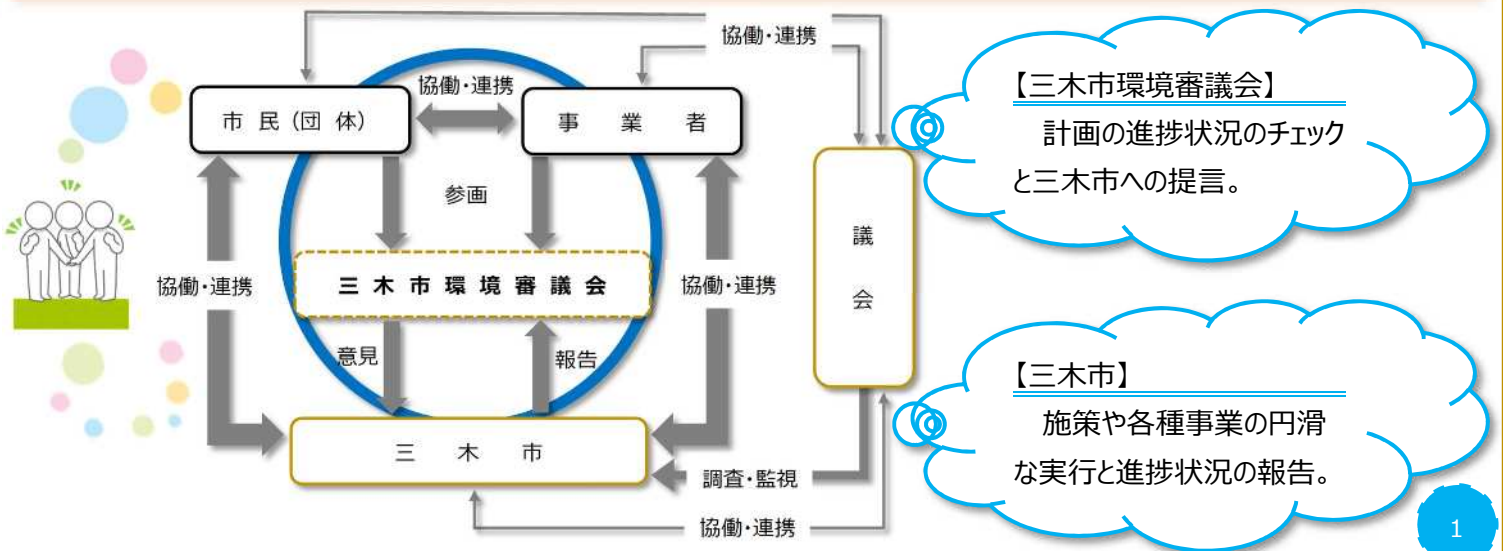 協働・連携
協働・連携
市 民 (団 体)
事 業 者
参画
協働・連携
三 木 市 環 境 審 議 会
協働・連携
意見
報告
三 木 市
調査・監視
協働・連携
議
会
【三木市環境審議会】
計画の進捗状況のチェック
と三木市への提言。
【三木市】
施策や各種事業の円滑
な実行と進捗状況の報告。
1